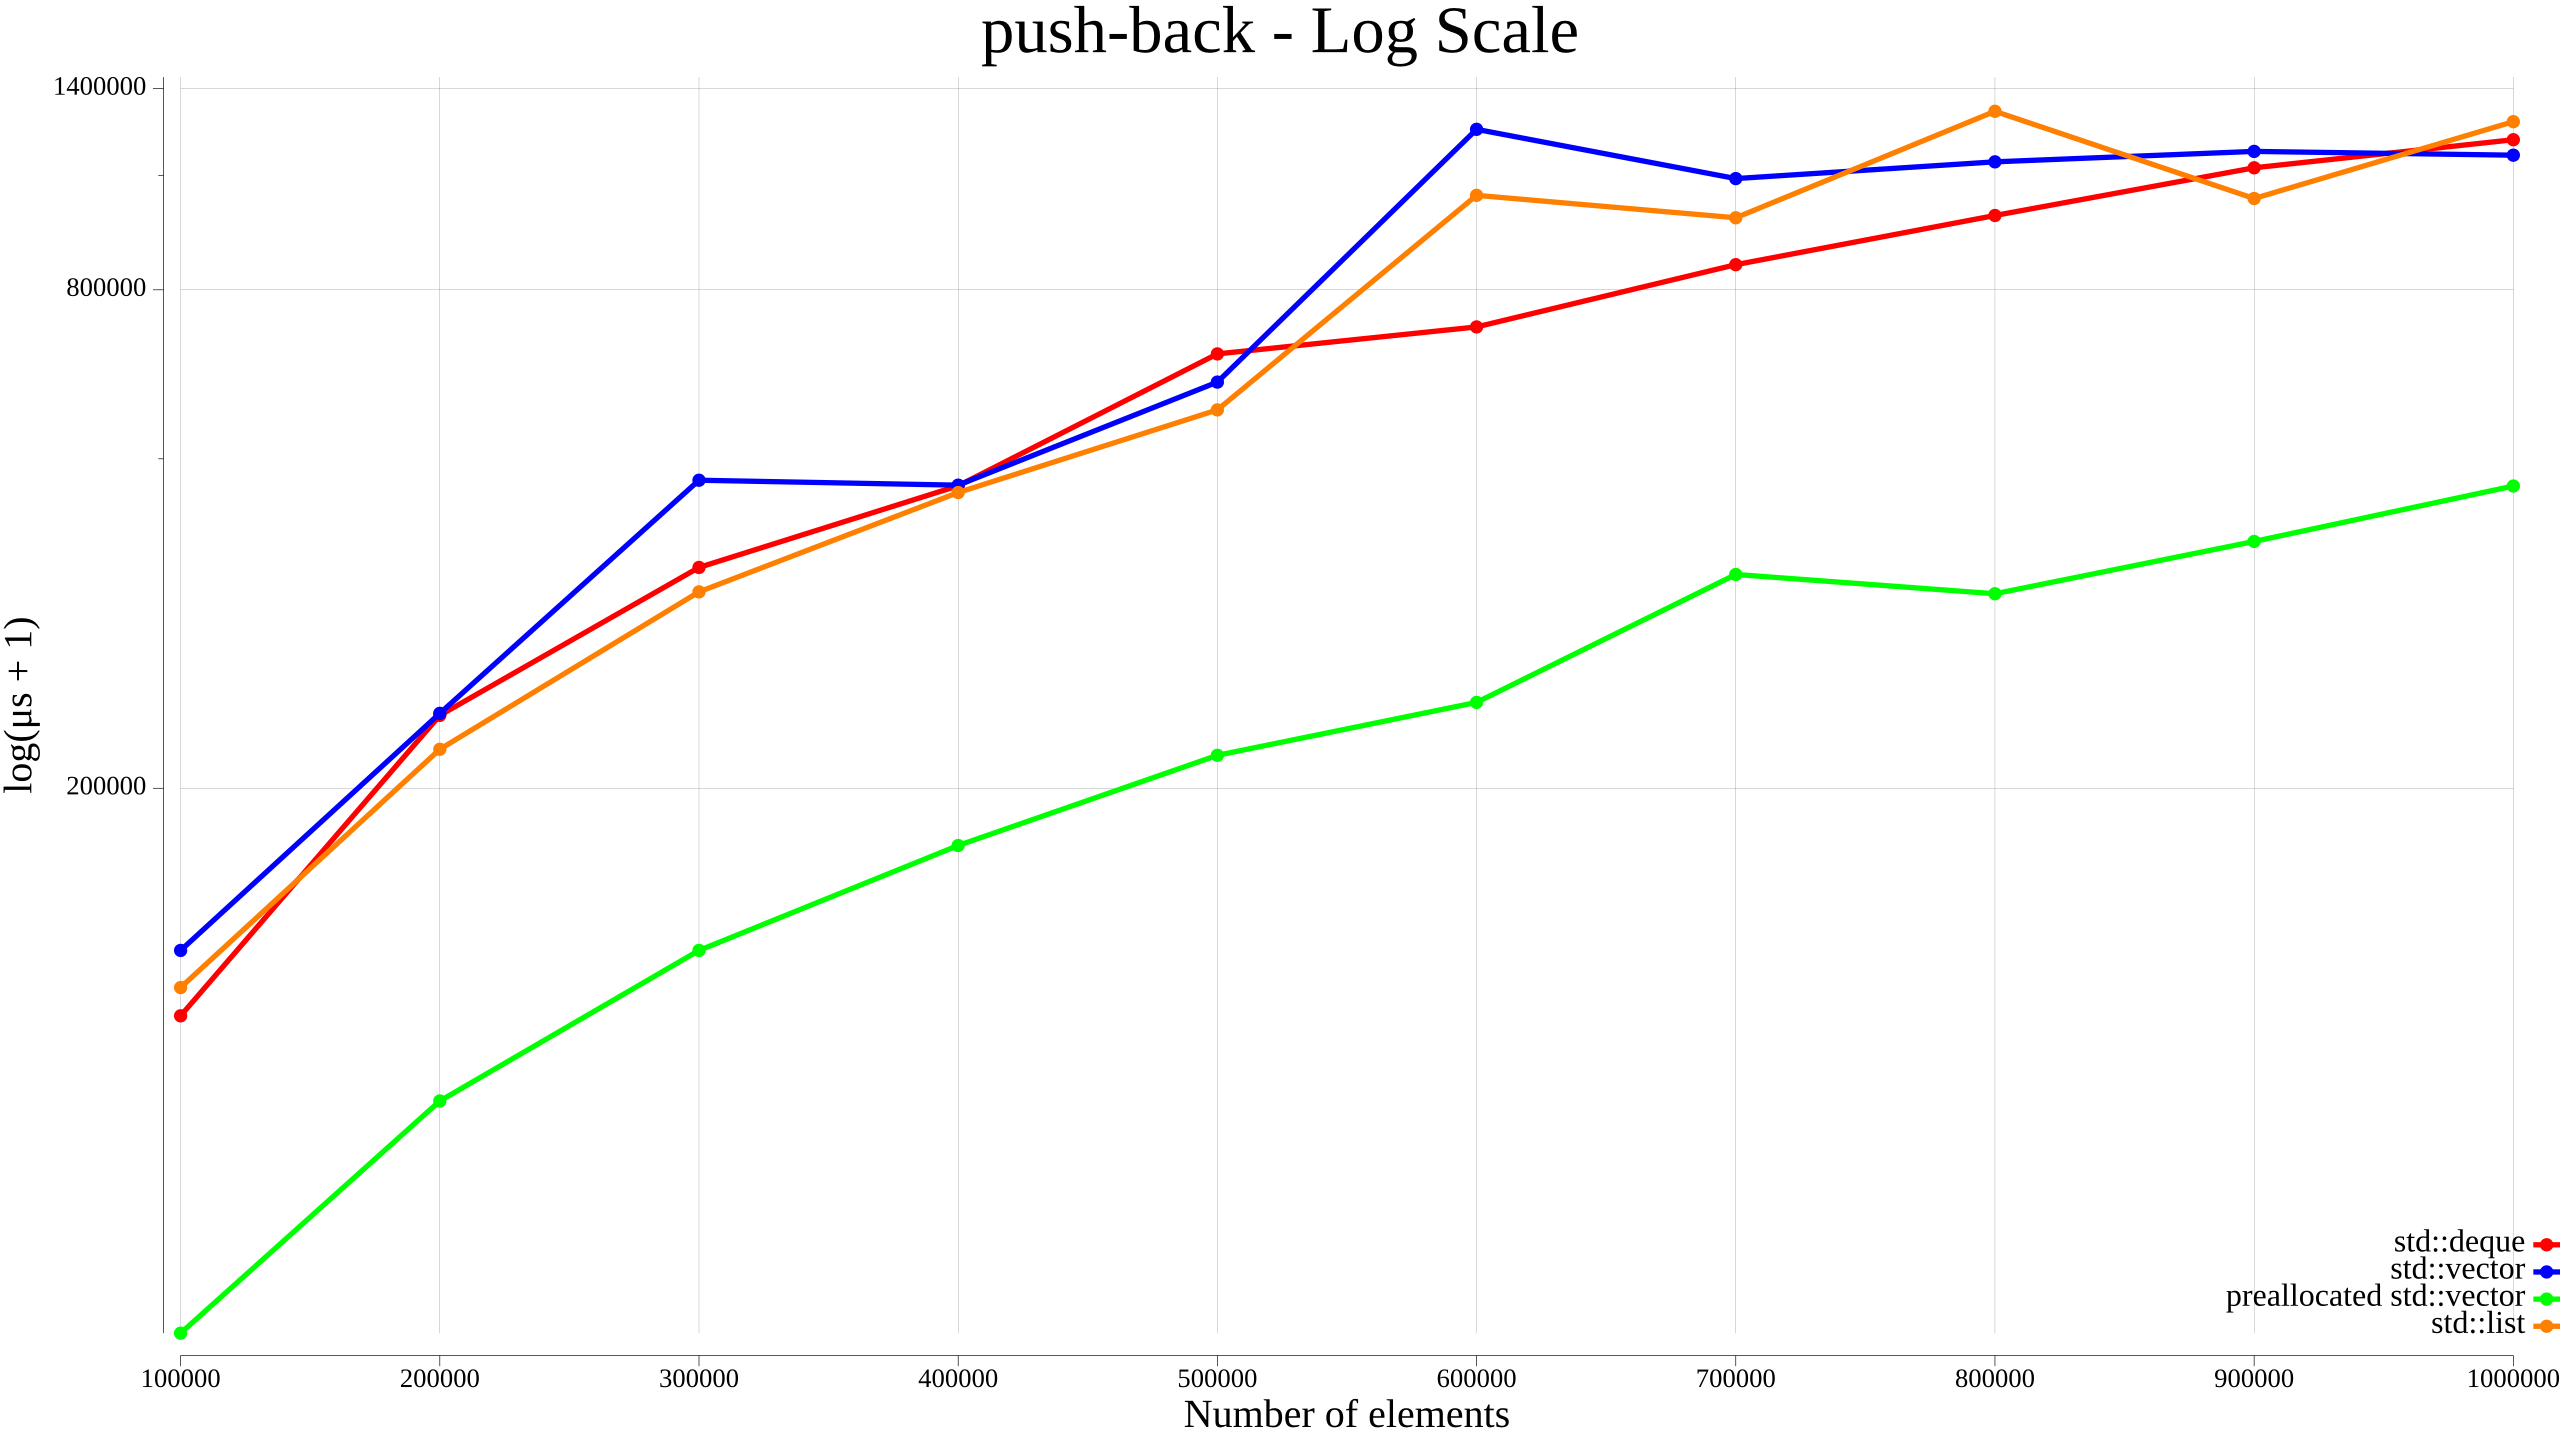 push-back - Log Scale
1400000
800000
200000
log(μs + 1)
std::deque
std::vector
preallocated std::vector
std::list
100000 200000 300000 400000 500000 600000 700000 800000 900000 1000000
Number of elements